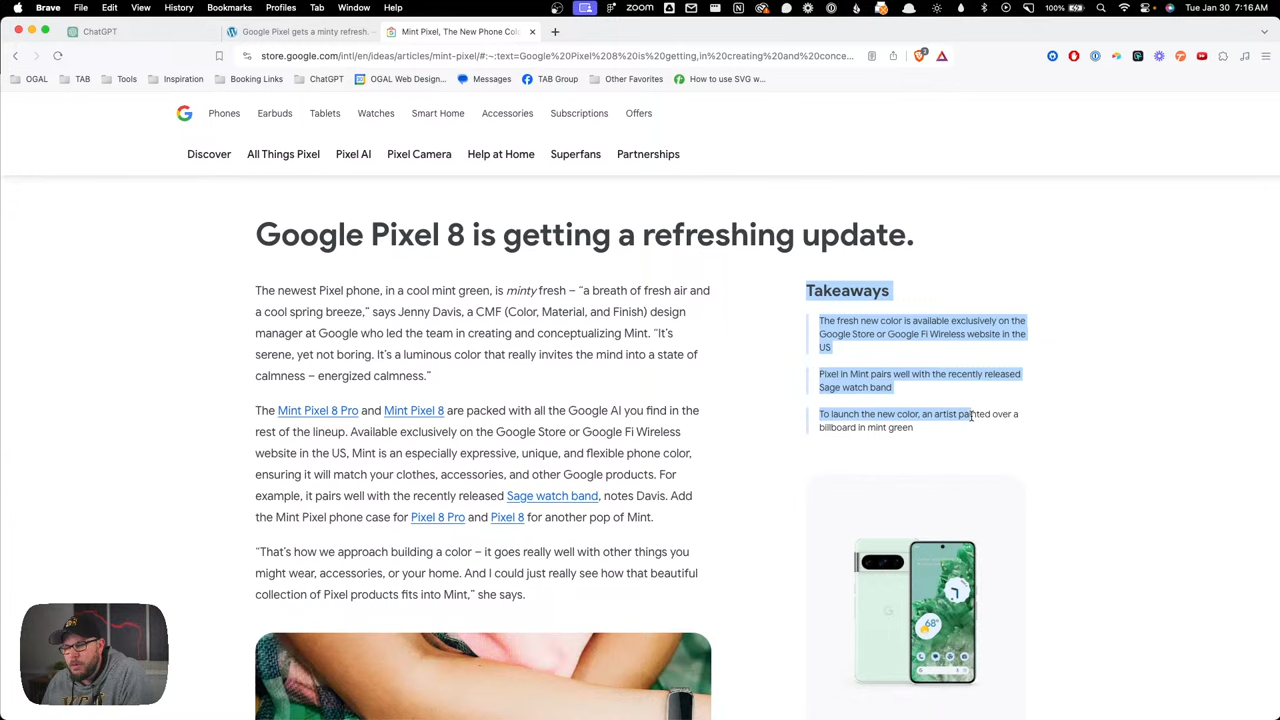 Brave File Edit View History Bookmarks Profiles Tab Window Help ZOOM Tue Jan 30 7:16 AM
ChatGPT Google Pixel gets a minty refresh. Mint Pixel, The New Phone Colo
store.google.com/intl/en/ideas/articles/mint-pixel/#:~:text=Google%20Pixel%208%20is%20getting,in%20creating%20and%20conce...
OGAL TAB Tools Inspiration Booking Links ChatGPT OGAL Web Design... Messages TAB Group Other Favorites How to use SVG w...
Phones Earbuds Tablets Watches Smart Home Accessories Subscriptions Offers
Discover All Things Pixel Pixel AI Pixel Camera Help at Home Superfans Partnerships
Google Pixel 8 is getting a refreshing update.
The newest Pixel phone, in a cool mint green, is minty fresh – “a breath of fresh air and
a cool spring breeze,” says Jenny Davis, a CMF (Color, Material, and Finish) design
manager at Google who led the team in creating and conceptualizing Mint. “It’s
serene, yet not boring. It’s a luminous color that really invites the mind into a state of
calmness – energized calmness.”
The Mint Pixel 8 Pro and Mint Pixel 8 are packed with all the Google AI you find in the
rest of the lineup. Available exclusively on the Google Store or Google Fi Wireless
website in the US, Mint is an especially expressive, unique, and flexible phone color,
ensuring it will match your clothes, accessories, and other Google products. For
example, it pairs well with the recently released Sage watch band, notes Davis. Add
the Mint Pixel phone case for Pixel 8 Pro and Pixel 8 for another pop of Mint.
“That’s how we approach building a color – it goes really well with other things you
might wear, accessories, or your home. And I could just really see how that beautiful
collection of Pixel products fits into Mint,” she says.
Takeaways
The fresh new color is available exclusively on the
Google Store or Google Fi Wireless website in the
US
Pixel in Mint pairs well with the recently released
Sage watch band
To launch the new color, an artist painted over a
billboard in mint green
68°